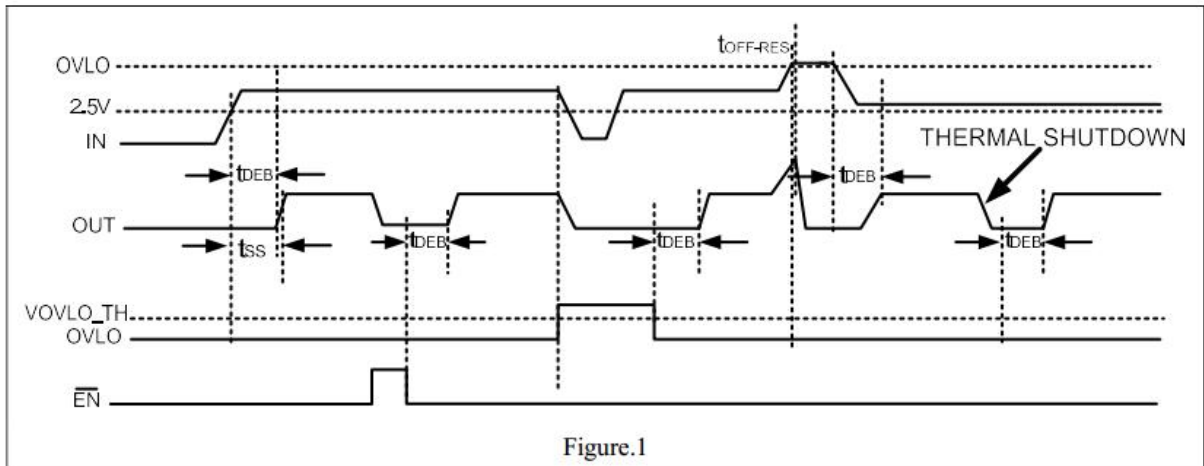 tOFF-RES
OVLO
2.5V
IN
THERMAL SHUTDOWN
tDEB
tDEB
OUT
tSS
tDEB
tDEB
tDEB
VOVLO_TH
OVLO
EN
Figure.1